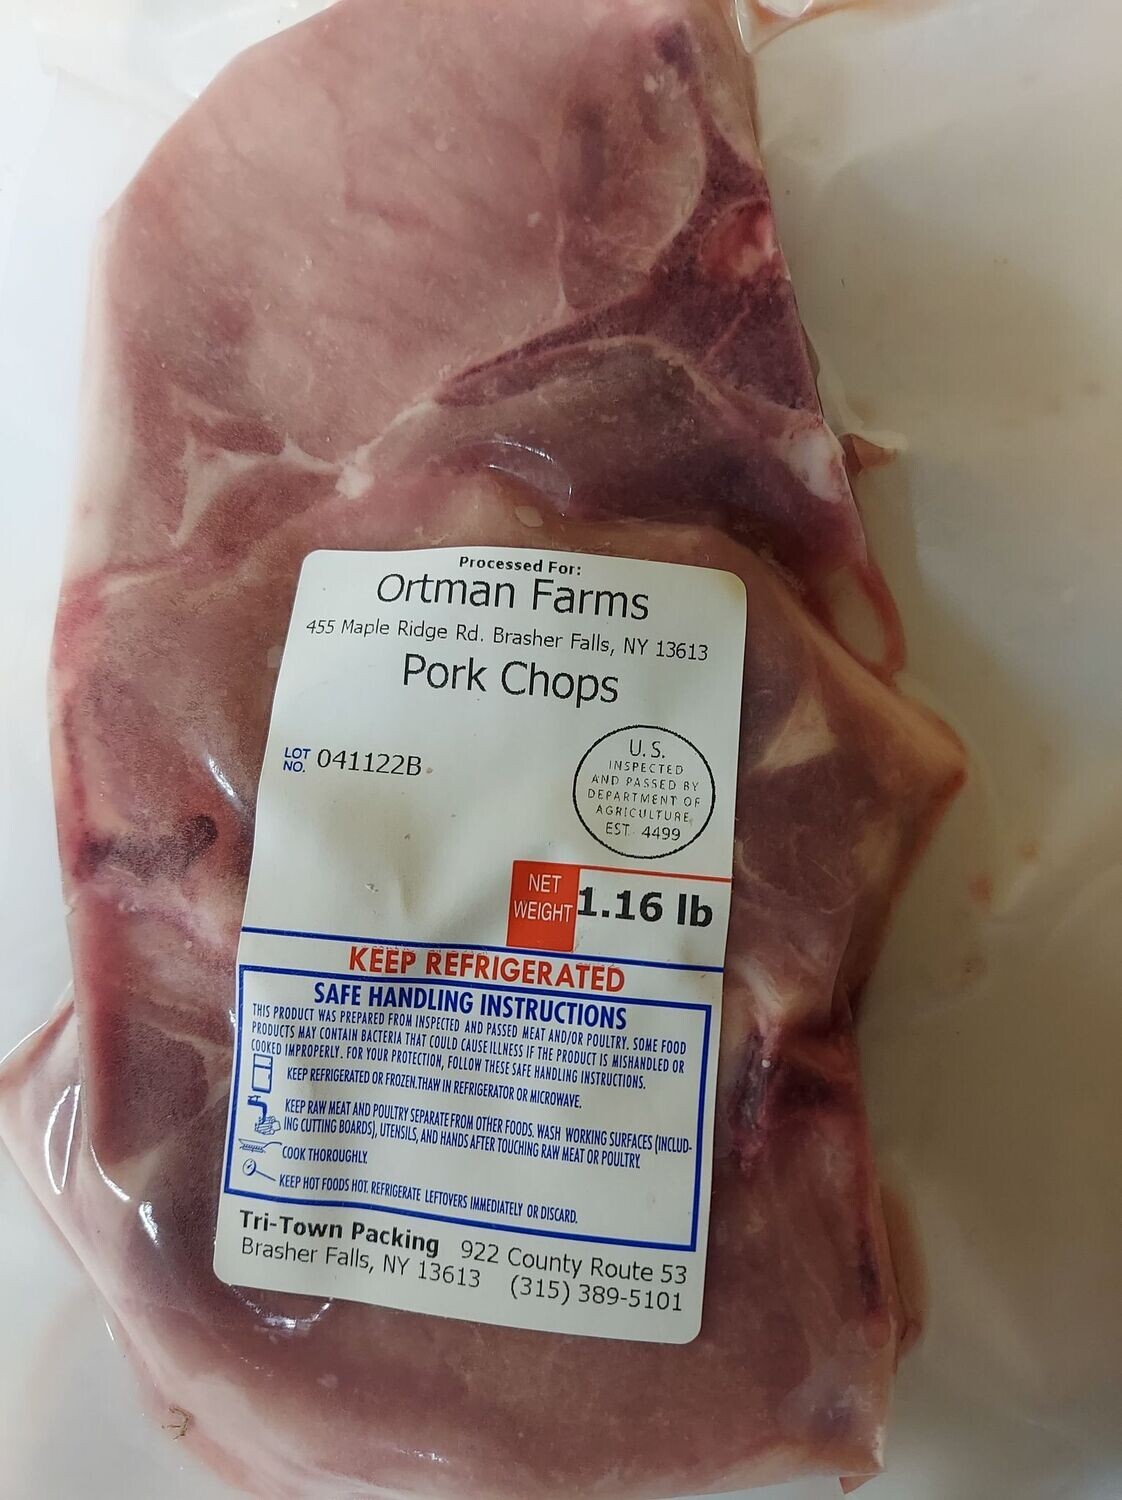 Processed For:
Ortman Farms
455 Maple Ridge Rd. Brasher Falls, NY 13613
Pork Chops
LOT NO. 041122B
U.S.
INSPECTED
AND PASSED BY
DEPARTMENT OF
AGRICULTURE
EST. 4499
NET WEIGHT 1.16 lb
KEEP REFRIGERATED
SAFE HANDLING INSTRUCTIONS
THIS PRODUCT WAS PREPARED FROM INSPECTED AND PASSED MEAT AND/OR POULTRY. SOME FOOD
PRODUCTS MAY CONTAIN BACTERIA THAT COULD CAUSE ILLNESS IF THE PRODUCT IS MISHANDLED OR
COOKED IMPROPERLY. FOR YOUR PROTECTION, FOLLOW THESE SAFE HANDLING INSTRUCTIONS.
KEEP REFRIGERATED OR FROZEN.THAW IN REFRIGERATOR OR MICROWAVE.
KEEP RAW MEAT AND POULTRY SEPARATE FROM OTHER FOODS. WASH WORKING SURFACES (INCLUD-
ING CUTTING BOARDS), UTENSILS, AND HANDS AFTER TOUCHING RAW MEAT OR POULTRY.
COOK THOROUGHLY.
KEEP HOT FOODS HOT. REFRIGERATE LEFTOVERS IMMEDIATELY OR DISCARD.
Tri-Town Packing 922 County Route 53
Brasher Falls, NY 13613 (315) 389-5101